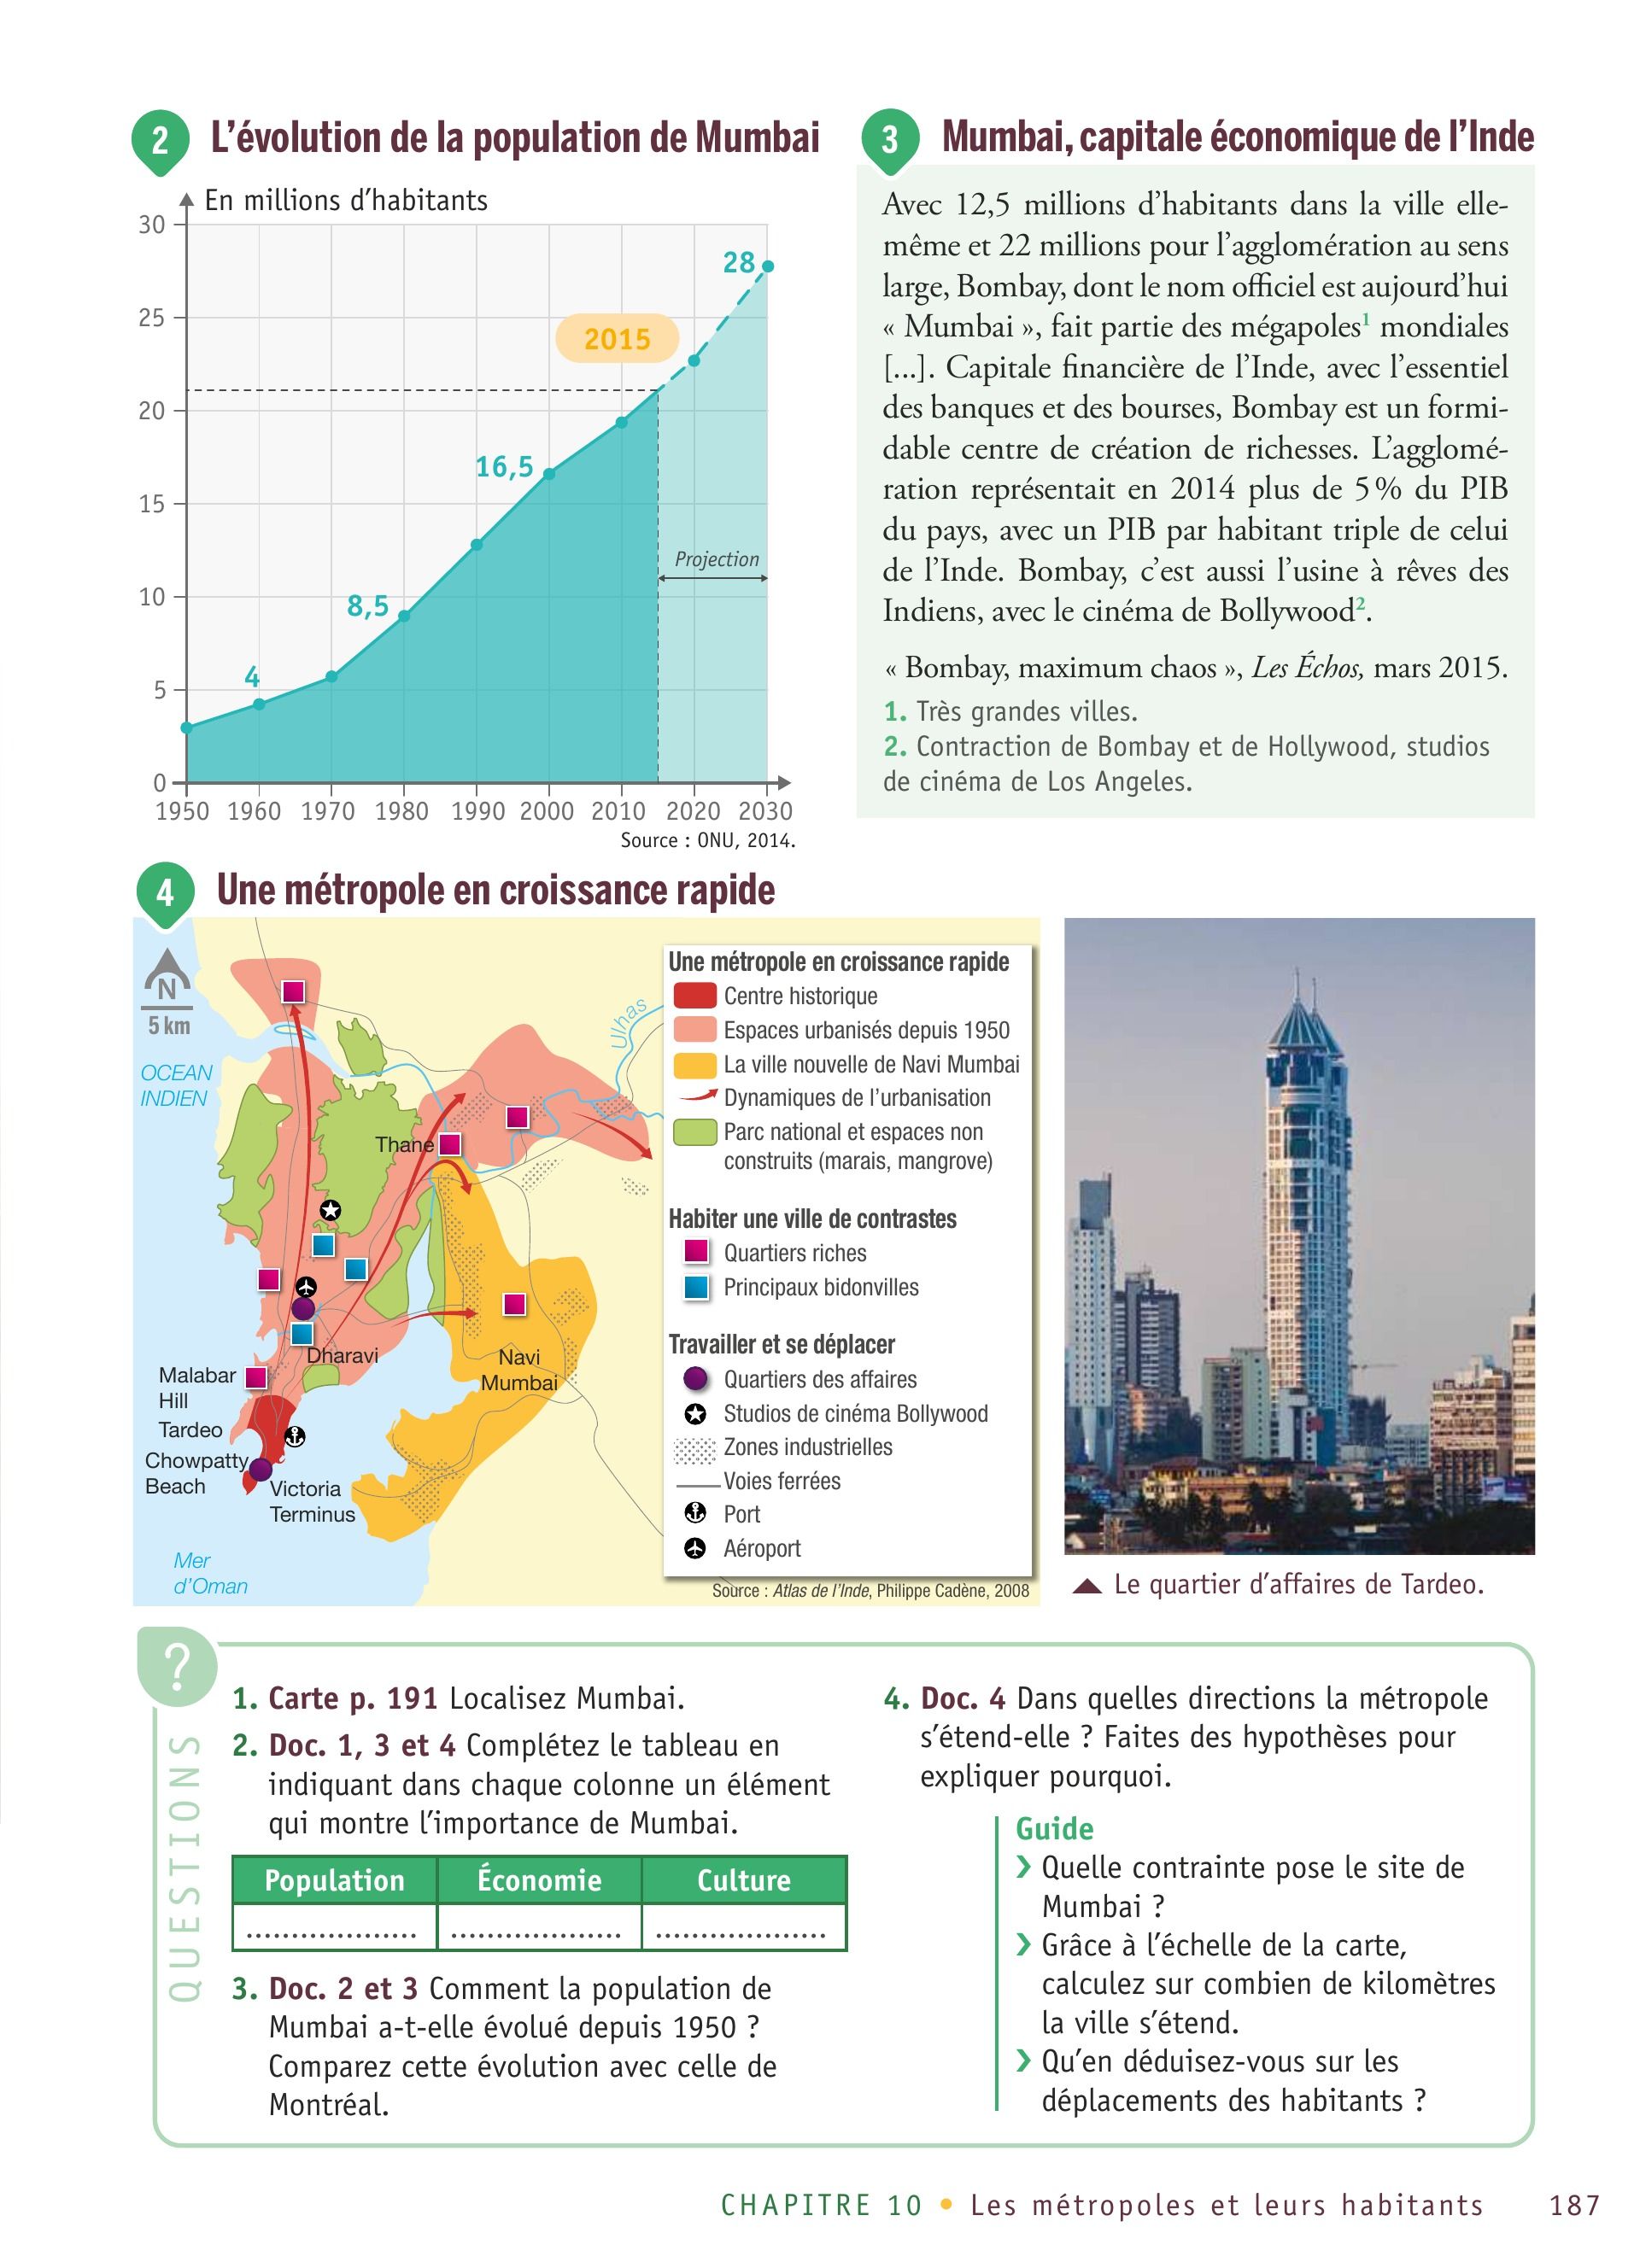 2 L'évolution de la population de Mumbai
En millions d'habitants
30
25
20
15
10
5
0
28
2015
16,5
8,5
4
Projection
1950 1960 1970 1980 1990 2000 2010 2020 2030
Source : ONU, 2014.
3 Mumbai, capitale économique de l'Inde
Avec 12,5 millions d'habitants dans la ville elle-
même et 22 millions pour l'agglomération au sens
large, Bombay, dont le nom officiel est aujourd'hui
« Mumbai », fait partie des mégapoles1 mondiales
[...]. Capitale financière de l'Inde, avec l'essentiel
des banques et des bourses, Bombay est un formi-
dable centre de création de richesses. L'agglomé-
ration représentait en 2014 plus de 5 % du PIB
du pays, avec un PIB par habitant triple de celui
de l'Inde. Bombay, c'est aussi l'usine à rêves des
Indiens, avec le cinéma de Bollywood2.
« Bombay, maximum chaos », Les Échos, mars 2015.
1. Très grandes villes.
2. Contraction de Bombay et de Hollywood, studios
de cinéma de Los Angeles.
4 Une métropole en croissance rapide
N
5 km
OCEAN
INDIEN
Ulhas
Thane
Dharavi
Malabar
Hill
Tardeo
Chowpatty
Beach
Victoria
Terminus
Navi
Mumbai
Mer
d'Oman
Une métropole en croissance rapide
Centre historique
Espaces urbanisés depuis 1950
La ville nouvelle de Navi Mumbai
Dynamiques de l'urbanisation
Parc national et espaces non
construits (marais, mangrove)
Habiter une ville de contrastes
Quartiers riches
Principaux bidonvilles
Travailler et se déplacer
Quartiers des affaires
Studios de cinéma Bollywood
Zones industrielles
Voies ferrées
Port
Aéroport
Source : Atlas de l'Inde, Philippe Cadène, 2008
Le quartier d'affaires de Tardeo.
?
QUESTIONS
1. Carte p. 191 Localisez Mumbai.
2. Doc. 1, 3 et 4 Complétez le tableau en
indiquant dans chaque colonne un élément
qui montre l'importance de Mumbai.
Population Économie Culture
................... ................... ...................
3. Doc. 2 et 3 Comment la population de
Mumbai a-t-elle évolué depuis 1950 ?
Comparez cette évolution avec celle de
Montréal.
4. Doc. 4 Dans quelles directions la métropole
s'étend-elle ? Faites des hypothèses pour
expliquer pourquoi.
Guide
› Quelle contrainte pose le site de
Mumbai ?
› Grâce à l'échelle de la carte,
calculez sur combien de kilomètres
la ville s'étend.
› Qu'en déduisez-vous sur les
déplacements des habitants ?
CHAPITRE 10 • Les métropoles et leurs habitants 187